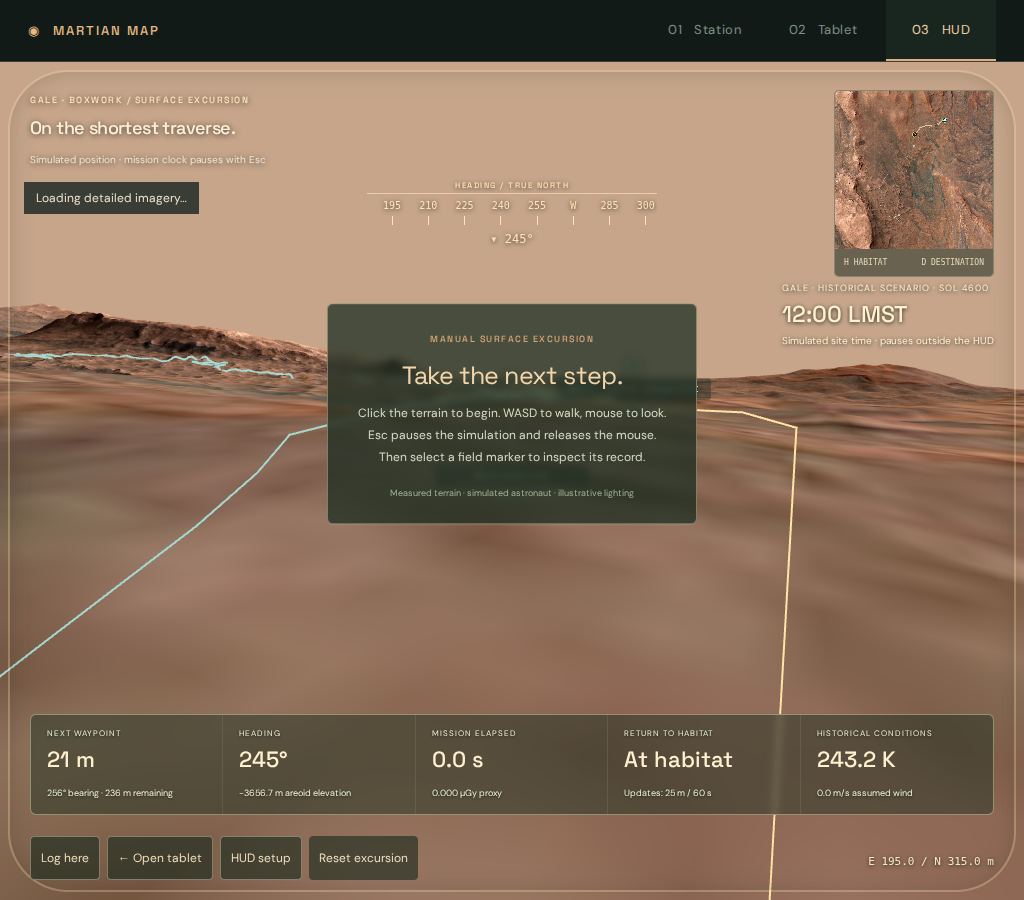 ◉ MARTIAN MAP
01 Station
02 Tablet
03 HUD
GALE · BOXWORK / SURFACE EXCURSION
On the shortest traverse.
Simulated position · mission clock pauses with Esc
Loading detailed imagery…
HEADING / TRUE NORTH
195 210 225 240 255 W 285 300
▾ 245°
H HABITAT D DESTINATION
GALE · HISTORICAL SCENARIO · SOL 4600
12:00 LMST
Simulated site time · pauses outside the HUD
MANUAL SURFACE EXCURSION
Take the next step.
Click the terrain to begin. WASD to walk, mouse to look.
Esc pauses the simulation and releases the mouse.
Then select a field marker to inspect its record.
Measured terrain · simulated astronaut · illustrative lighting
NEXT WAYPOINT
21 m
256° bearing · 236 m remaining
HEADING
245°
−3656.7 m areoid elevation
MISSION ELAPSED
0.0 s
0.000 µGy proxy
RETURN TO HABITAT
At habitat
Updates: 25 m / 60 s
HISTORICAL CONDITIONS
243.2 K
0.0 m/s assumed wind
Log here
← Open tablet
HUD setup
Reset excursion
E 195.0 / N 315.0 m